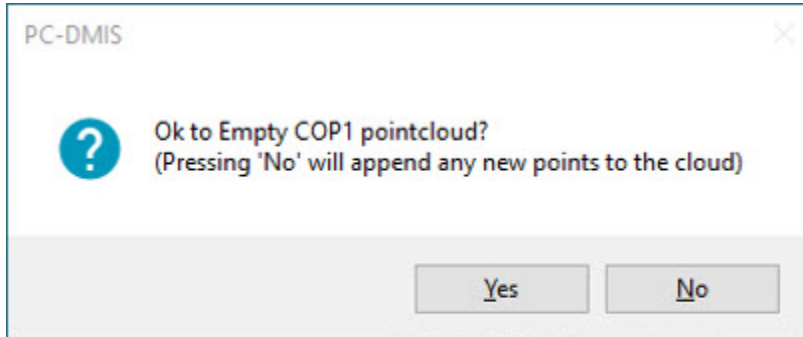 PC-DMIS
Ok to Empty COP1 pointcloud?
(Pressing 'No' will append any new points to the cloud)
Yes
No